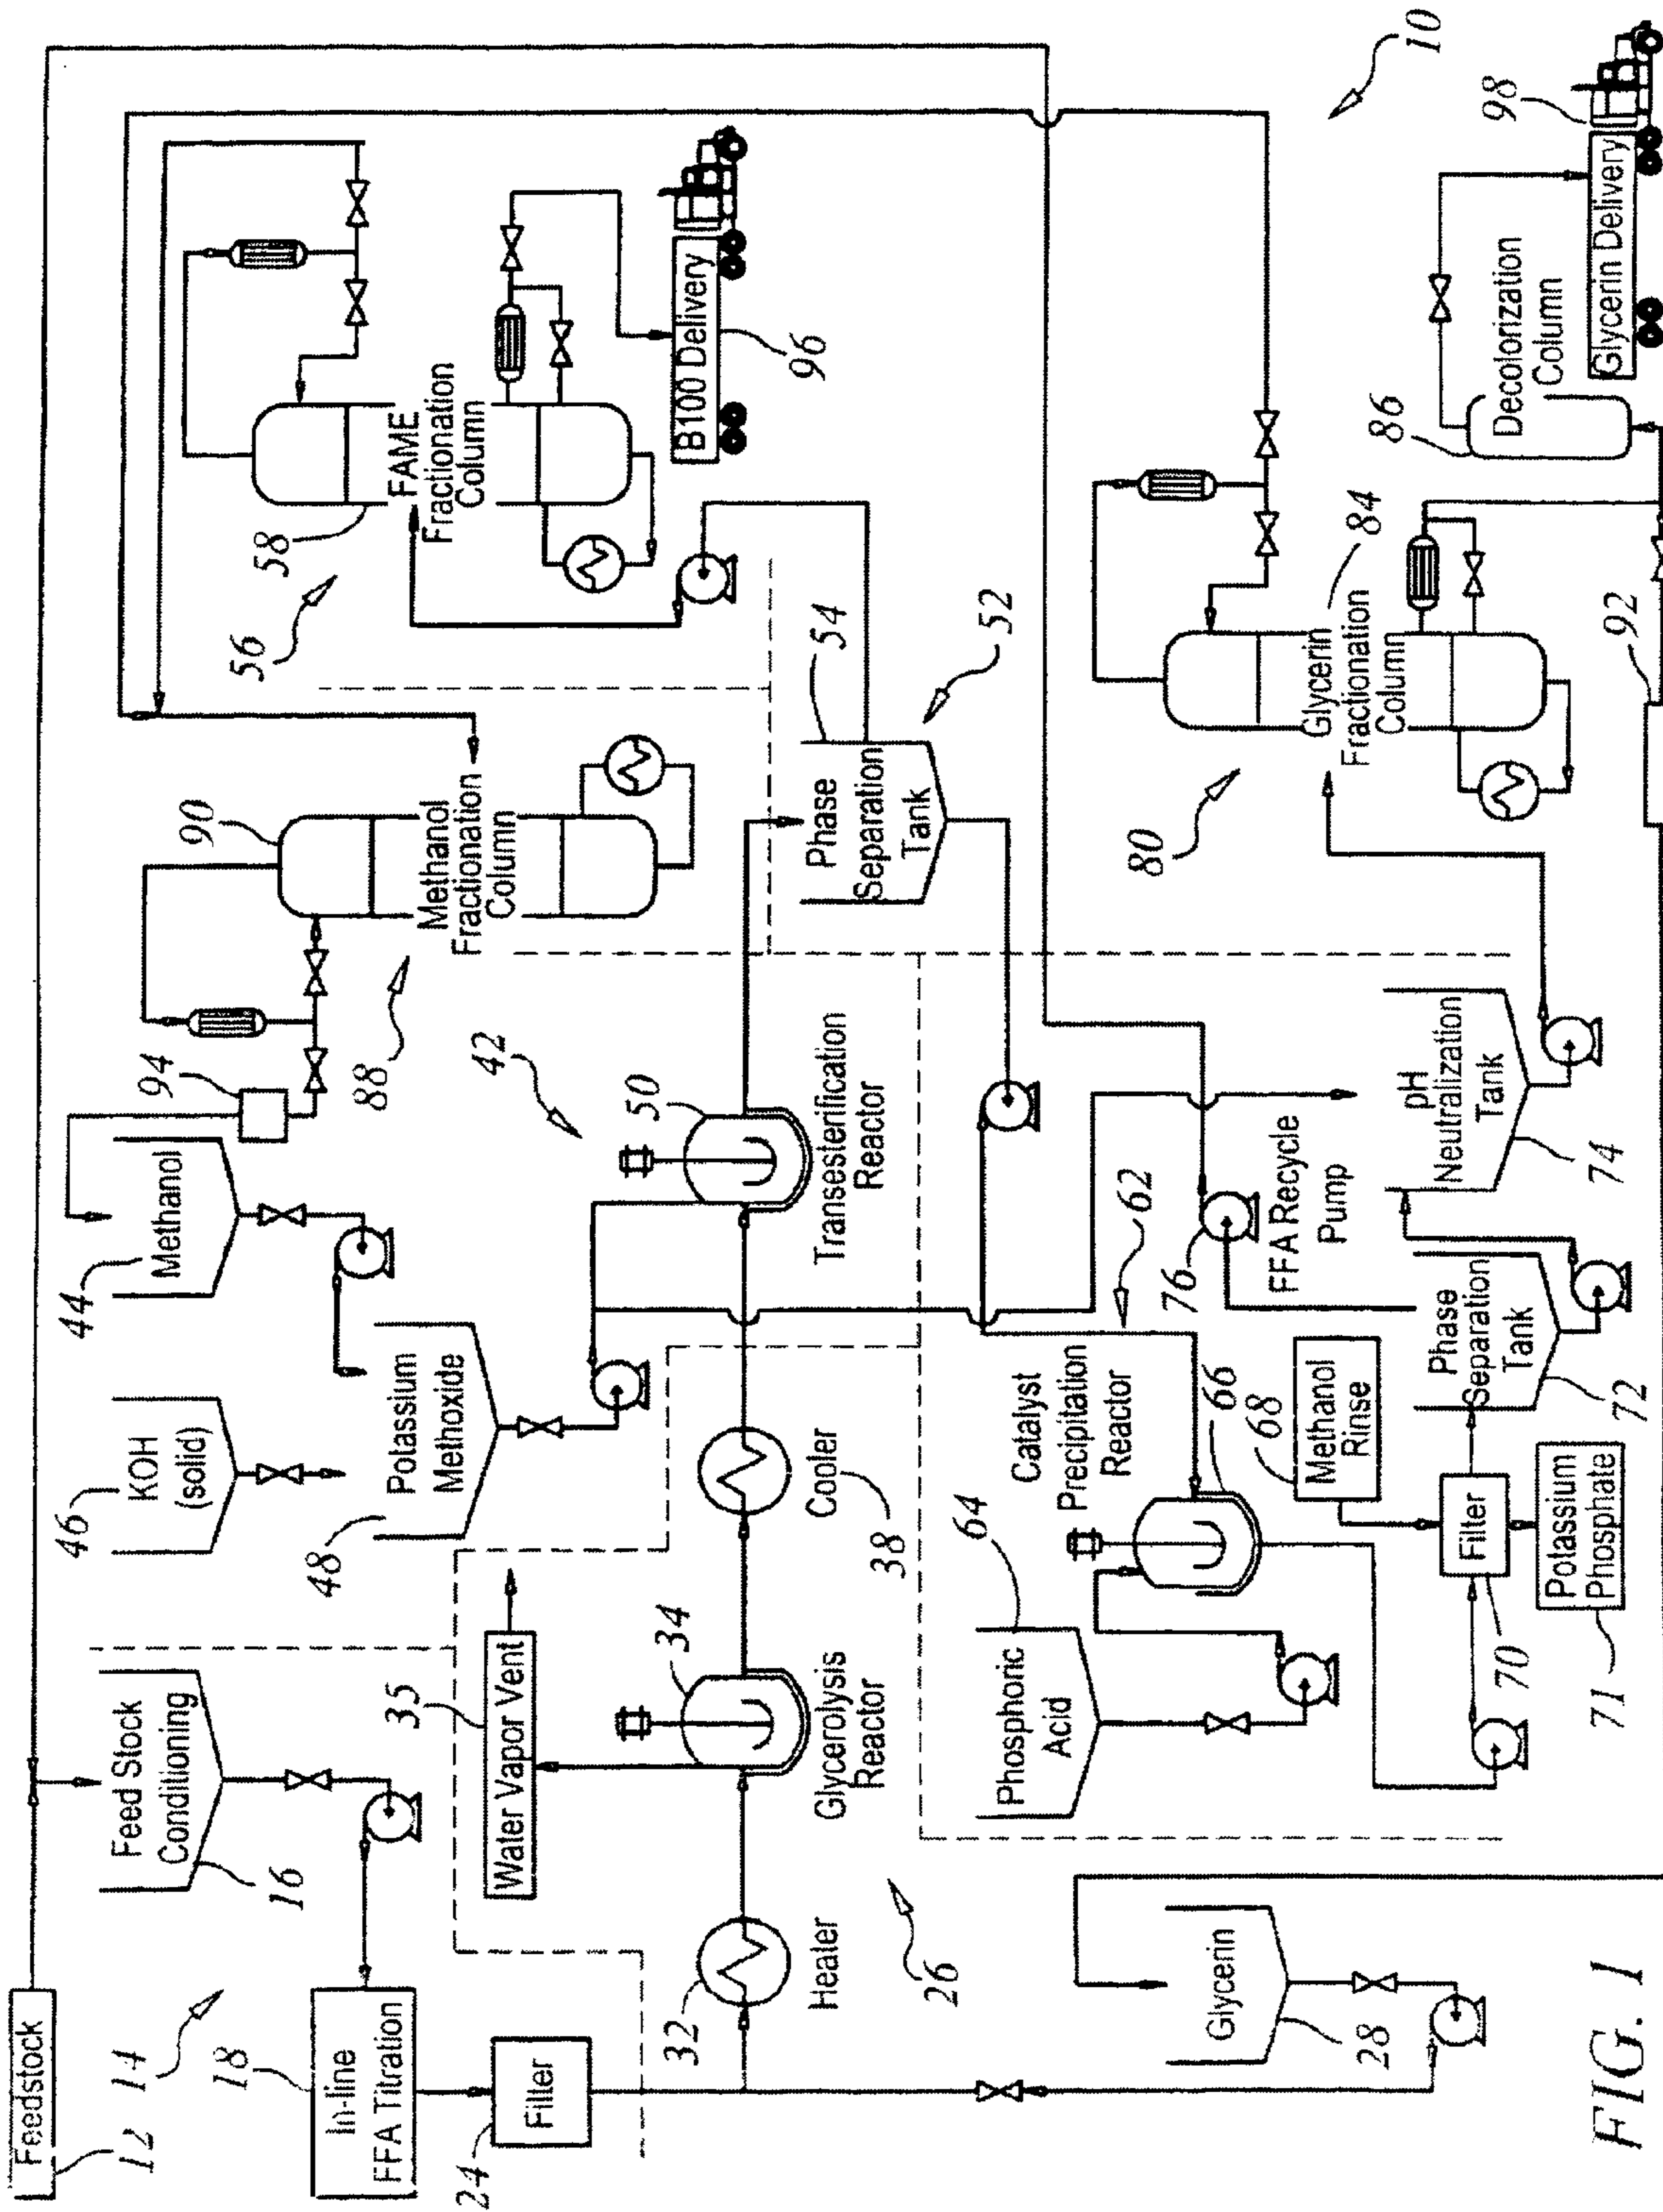 Feedstock
12
14
Feed Stock
Conditioning
16
In-line
FFA Titration
18
Filter
24
KOH
(solid)
46
Methanol
44
94
Potassium
Methoxide
48
88
Methanol
Fractionation
Column
90
56
58
FAME
Fractionation
Column
B100 Delivery
96
10
Water Vapor Vent
35
Heater
32
34
Glycerolysis
Reactor
Cooler
38
26
42
50
Transesterification
Reactor
Phase
Separation
Tank
54
52
Glycerin
28
Phosphoric
Acid
64
Catalyst
Precipitation
Reactor
66
62
Methanol
Rinse
68
Filter
70
Potassium
Phosphate
71
Phase
Separation
Tank
72
76
FFA Recycle
Pump
pH
Neutralization
Tank
74
80
Glycerin
Fractionation
Column
84
92
86
Decolorization
Column
Glycerin Delivery
98
FIG. 1